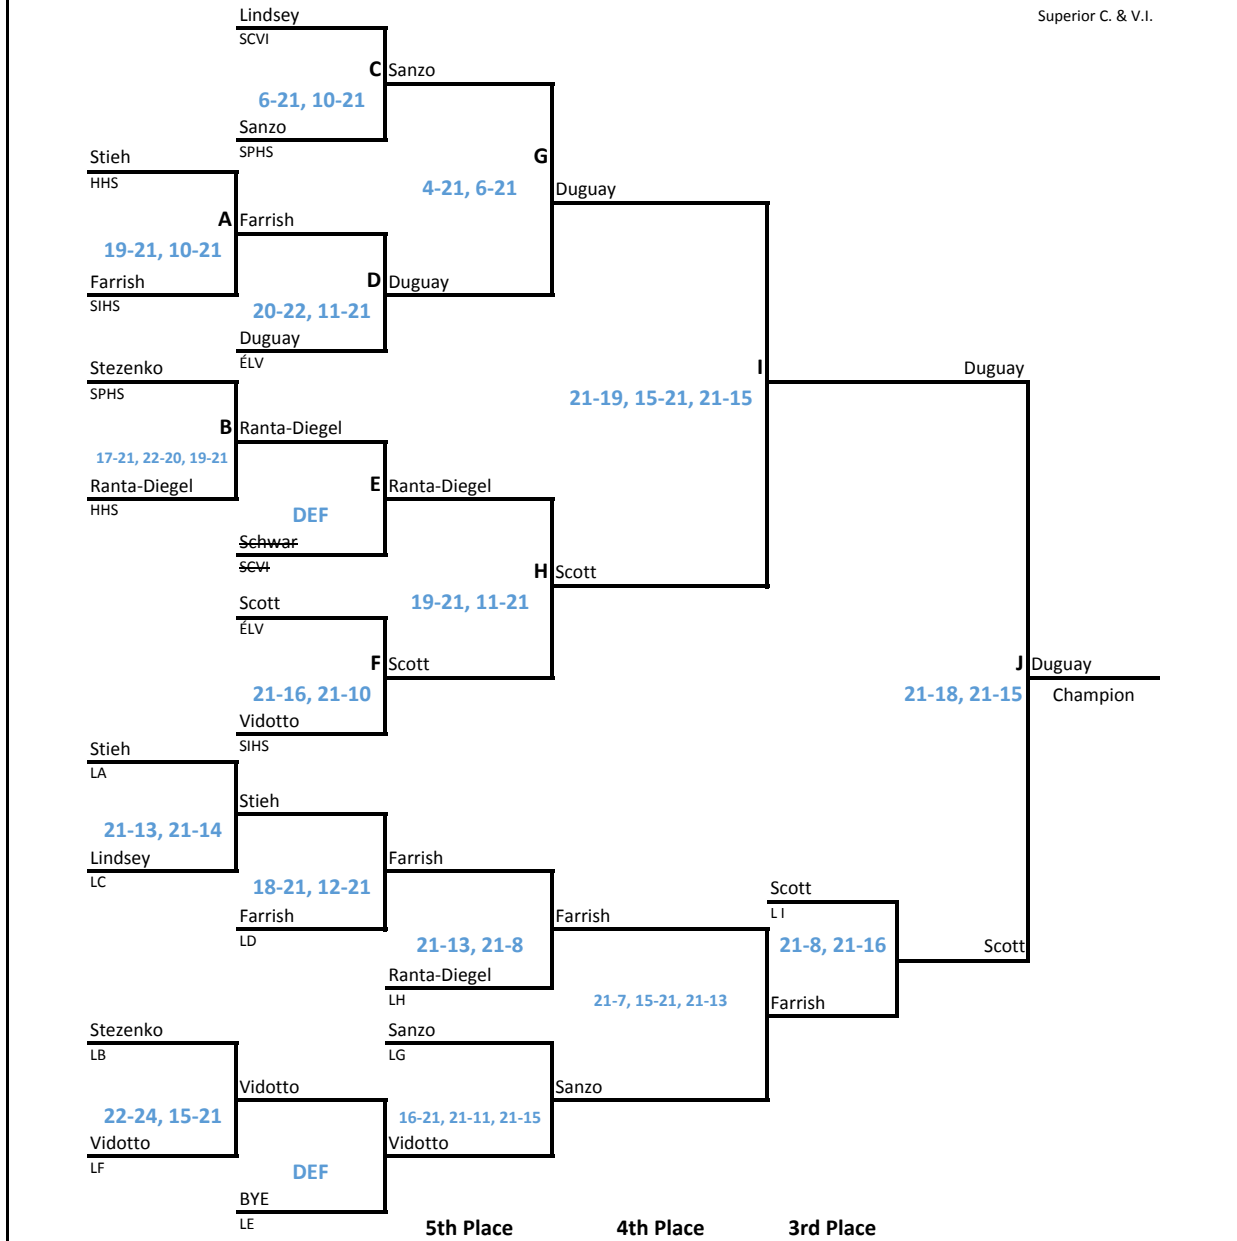 Lindsey
Superior C. & V.I.
SCVI
C Sanzo
6-21, 10-21
Sanzo
SPHS
Stieh
HHS
G
4-21, 6-21
Duguay
A Farrish
19-21, 10-21
Farrish
SIHS
D Duguay
20-22, 11-21
Duguay
ÉLV
Stezenko
SPHS
I
Duguay
21-19, 15-21, 21-15
B Ranta-Diegel
17-21, 22-20, 19-21
Ranta-Diegel
HHS
E Ranta-Diegel
DEF
Schwar
SCVI
H Scott
19-21, 11-21
Scott
ÉLV
F Scott
21-16, 21-10
Vidotto
SIHS
J Duguay
21-18, 21-15
Champion
Stieh
LA
Stieh
21-13, 21-14
Lindsey
LC
Farrish
18-21, 12-21
Farrish
LD
Farrish
21-13, 21-8
Ranta-Diegel
LH
Scott
L I
21-8, 21-16
Scott
21-7, 15-21, 21-13
Farrish
Stezenko
LB
Sanzo
LG
Vidotto
22-24, 15-21
Vidotto
LF
Sanzo
16-21, 21-11, 21-15
Vidotto
DEF
BYE
LE
5th Place
4th Place
3rd Place